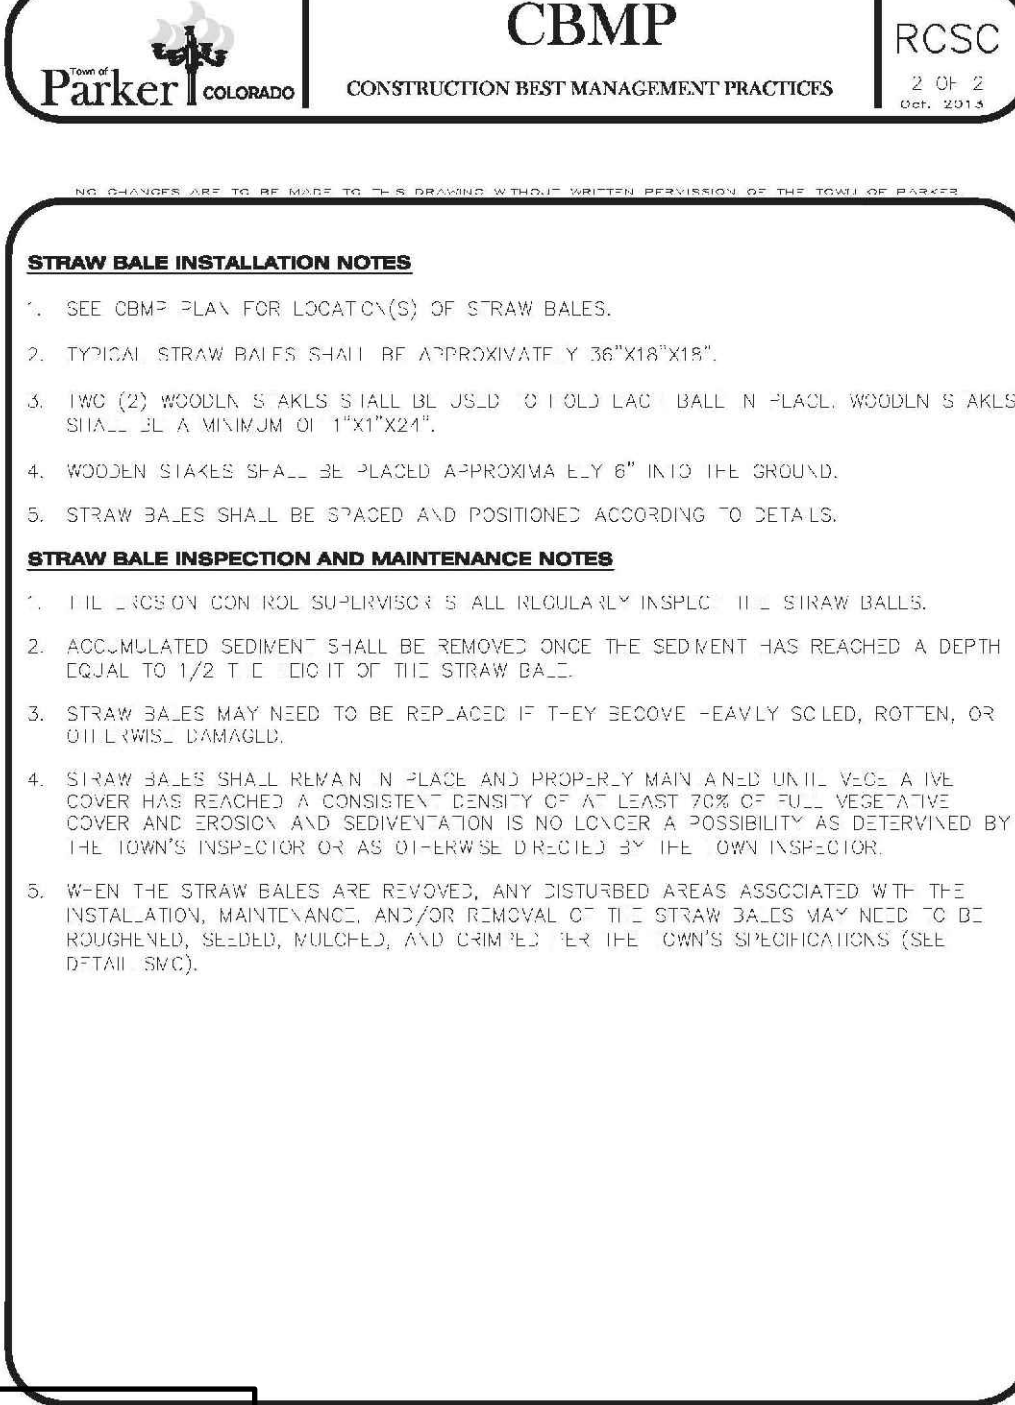 CBMP
RCSC
Town of
Parker COLORADO
CONSTRUCTION BEST MANAGEMENT PRACTICES
2 OF 2
Oct. 2013
NO CHANGES ARE TO BE MADE TO THIS DRAWING WITHOUT WRITTEN PERMISSION OF THE TOWN OF PARKER
STRAW BALE INSTALLATION NOTES
1. SEE CBMP PLAN FOR LOCATION(S) OF STRAW BALES.
2. TYPICAL STRAW BALES SHALL BE APPROXIMATELY 36"X18"X18".
3. TWO (2) WOODEN STAKES SHALL BE USED TO HOLD EACH BALE IN PLACE. WOODEN STAKES
SHALL BE A MINIMUM OF 1"X1"X24".
4. WOODEN STAKES SHALL BE PLACED APPROXIMATELY 6" INTO THE GROUND.
5. STRAW BALES SHALL BE SPACED AND POSITIONED ACCORDING TO DETAILS.
STRAW BALE INSPECTION AND MAINTENANCE NOTES
1. THE EROSION CONTROL SUPERVISOR SHALL REGULARLY INSPECT THE STRAW BALES.
2. ACCUMULATED SEDIMENT SHALL BE REMOVED ONCE THE SEDIMENT HAS REACHED A DEPTH
EQUAL TO 1/2 THE HEIGHT OF THE STRAW BALE.
3. STRAW BALES MAY NEED TO BE REPLACED IF THEY BECOME HEAVILY SOILED, ROTTEN, OR
OTHERWISE DAMAGED.
4. STRAW BALES SHALL REMAIN IN PLACE AND PROPERLY MAINTAINED UNTIL VEGETATIVE
COVER HAS REACHED A CONSISTENT DENSITY OF AT LEAST 70% OF FULL VEGETATIVE
COVER AND EROSION AND SEDIMENTATION IS NO LONGER A POSSIBILITY AS DETERMINED BY
THE TOWN'S INSPECTOR OR AS OTHERWISE DIRECTED BY THE TOWN INSPECTOR.
5. WHEN THE STRAW BALES ARE REMOVED, ANY DISTURBED AREAS ASSOCIATED WITH THE
INSTALLATION, MAINTENANCE, AND/OR REMOVAL OF THE STRAW BALES MAY NEED TO BE
ROUGHENED, SEEDED, MULCHED, AND CRIMPED PER THE TOWN'S SPECIFICATIONS (SEE
DETAIL SMC).